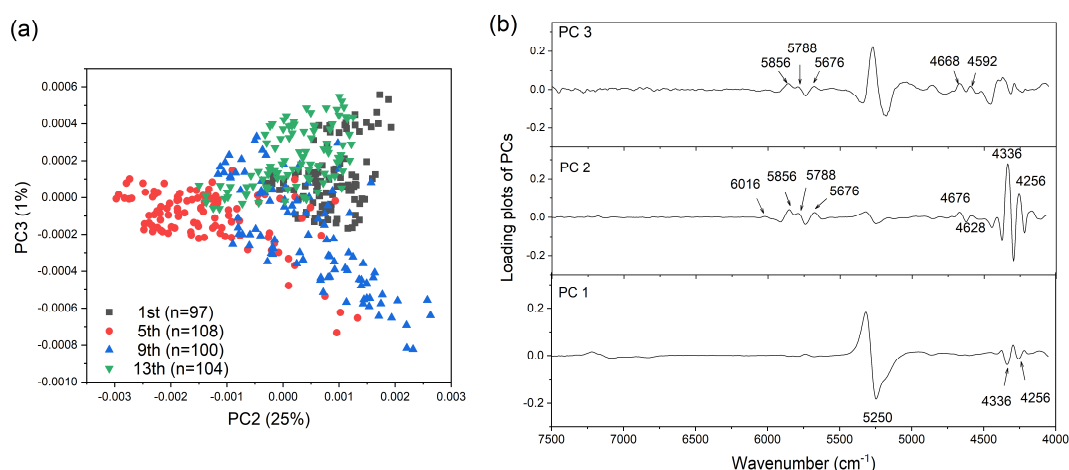 (a)
0.0006
0.0004
0.0002
0.0000
-0.0002
-0.0004
-0.0006
-0.0008
-0.0010
PC3 (1%)
1st (n=97)
5th (n=108)
9th (n=100)
13th (n=104)
-0.003 -0.002 -0.001 0.000 0.001 0.002 0.003
PC2 (25%)
(b)
Loading plots of PCs
PC 3
0.2
0.0
-0.2
5856 5788 5676 4668 4592
PC 2
0.2
0.0
-0.2
6016 5856 5788 5676 4676 4628 4336 4256
PC 1
0.2
0.0
-0.2
5250 4336 4256
7500 7000 6500 6000 5500 5000 4500 4000
Wavenumber (cm⁻¹)